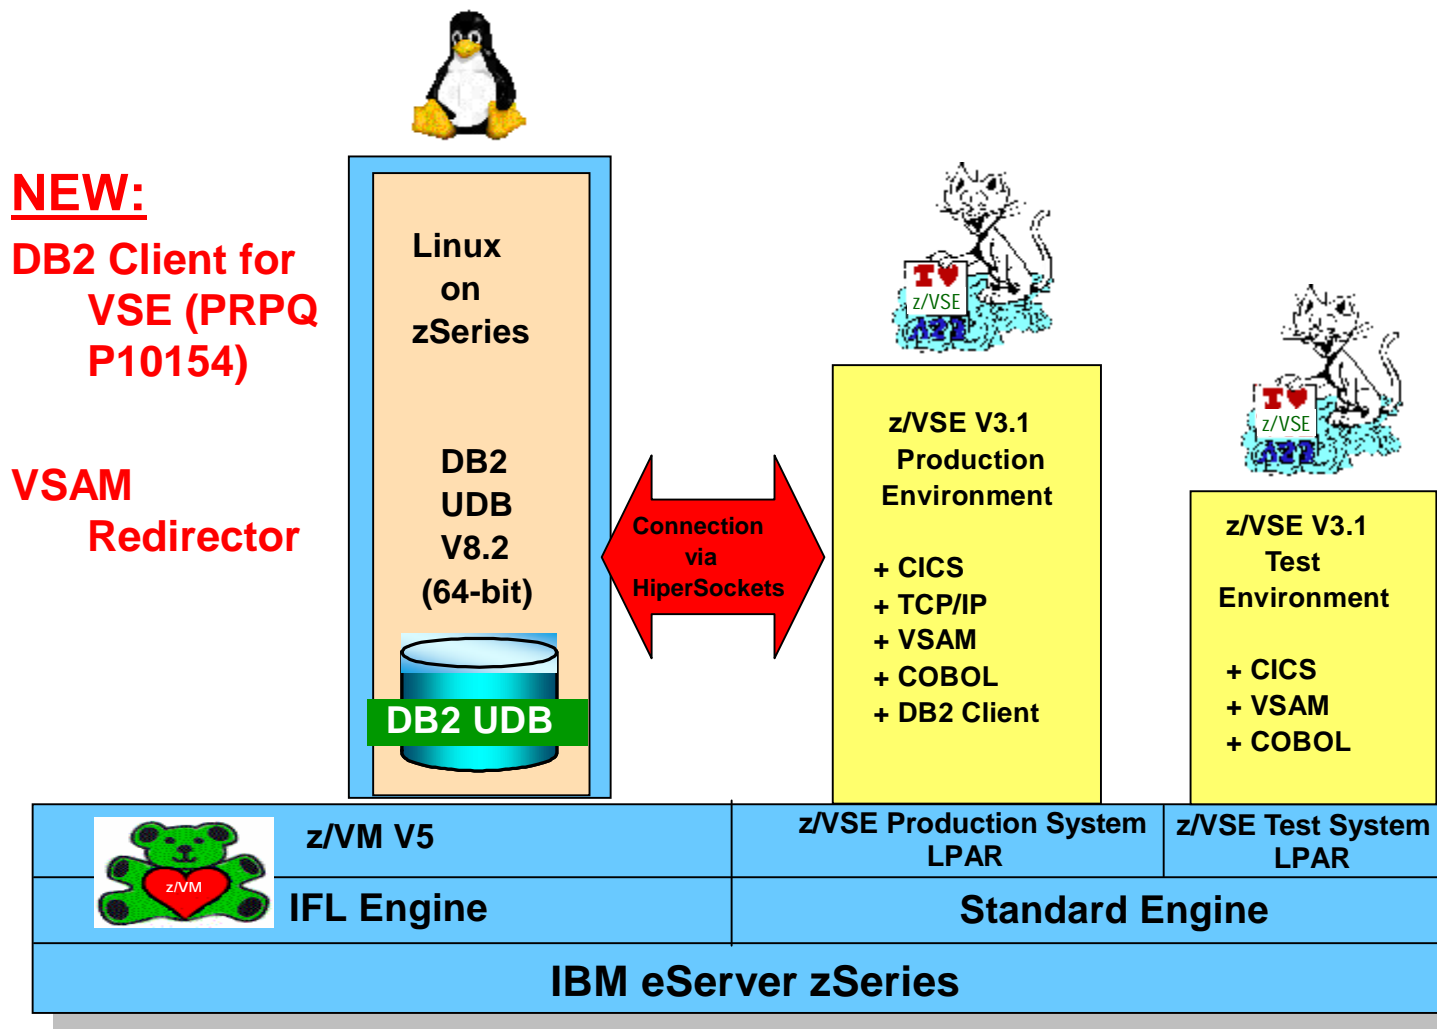 NEW:
DB2 Client for
VSE (PRPQ
P10154)
VSAM
Redirector
Linux
on
zSeries
DB2
UDB
V8.2
(64-bit)
DB2 UDB
Connection
via
HiperSockets
I ♥
z/VSE
z/VSE V3.1
Production
Environment
+ CICS
+ TCP/IP
+ VSAM
+ COBOL
+ DB2 Client
I ♥
z/VSE
z/VSE V3.1
Test
Environment
+ CICS
+ VSAM
+ COBOL
z/VM
z/VM V5
z/VSE Production System
LPAR
z/VSE Test System
LPAR
IFL Engine
Standard Engine
IBM eServer zSeries